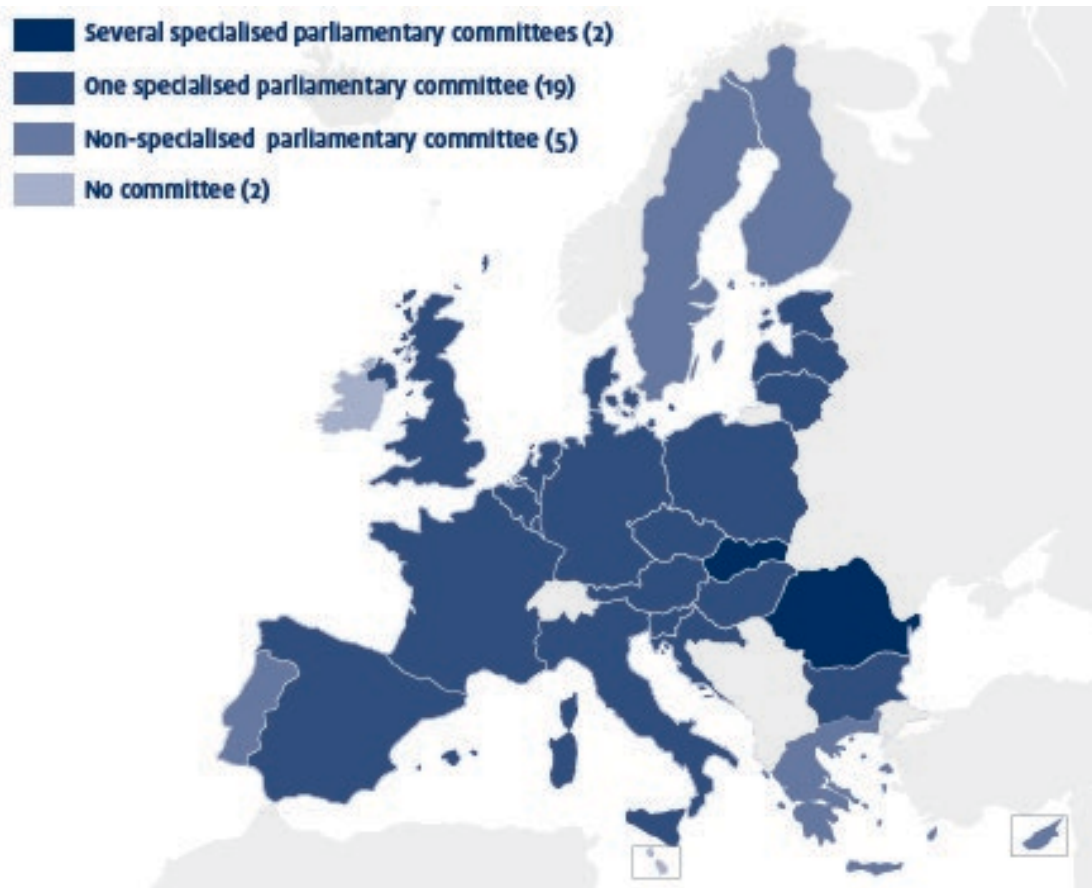 Several specialised parliamentary committees (2)
One specialised parliamentary committee (19)
Non-specialised parliamentary committee (5)
No committee (2)